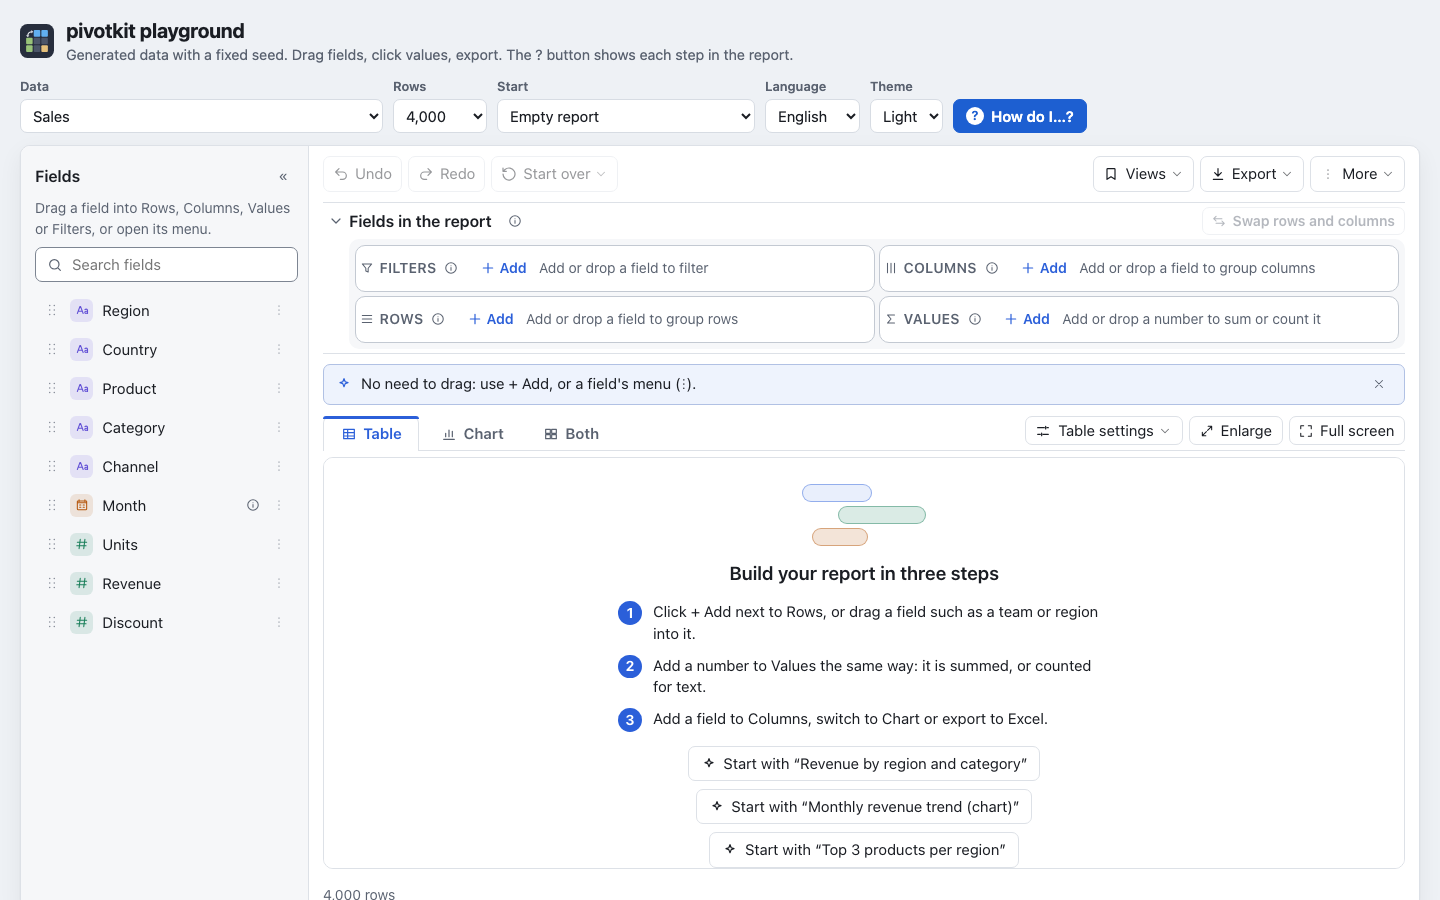 pivotkit playground
Generated data with a fixed seed. Drag fields, click values, export. The ? button shows each step in the report.
Data
Rows
Start
Language
Theme
Sales
4,000
Empty report
English
Light
? How do I...?
Fields
«
Drag a field into Rows, Columns, Values
or Filters, or open its menu.
Search fields
Aa Region
Aa Country
Aa Product
Aa Category
Aa Channel
Month
# Units
# Revenue
# Discount
Undo
Redo
Start over
Views
Export
More
Fields in the report
Swap rows and columns
FILTERS
+ Add
Add or drop a field to filter
COLUMNS
+ Add
Add or drop a field to group columns
ROWS
+ Add
Add or drop a field to group rows
Σ VALUES
+ Add
Add or drop a number to sum or count it
No need to drag: use + Add, or a field's menu (⋮).
Table
Chart
Both
Table settings
Enlarge
Full screen
Build your report in three steps
1 Click + Add next to Rows, or drag a field such as a team or region
into it.
2 Add a number to Values the same way: it is summed, or counted
for text.
3 Add a field to Columns, switch to Chart or export to Excel.
Start with “Revenue by region and category”
Start with “Monthly revenue trend (chart)”
Start with “Top 3 products per region”
4,000 rows